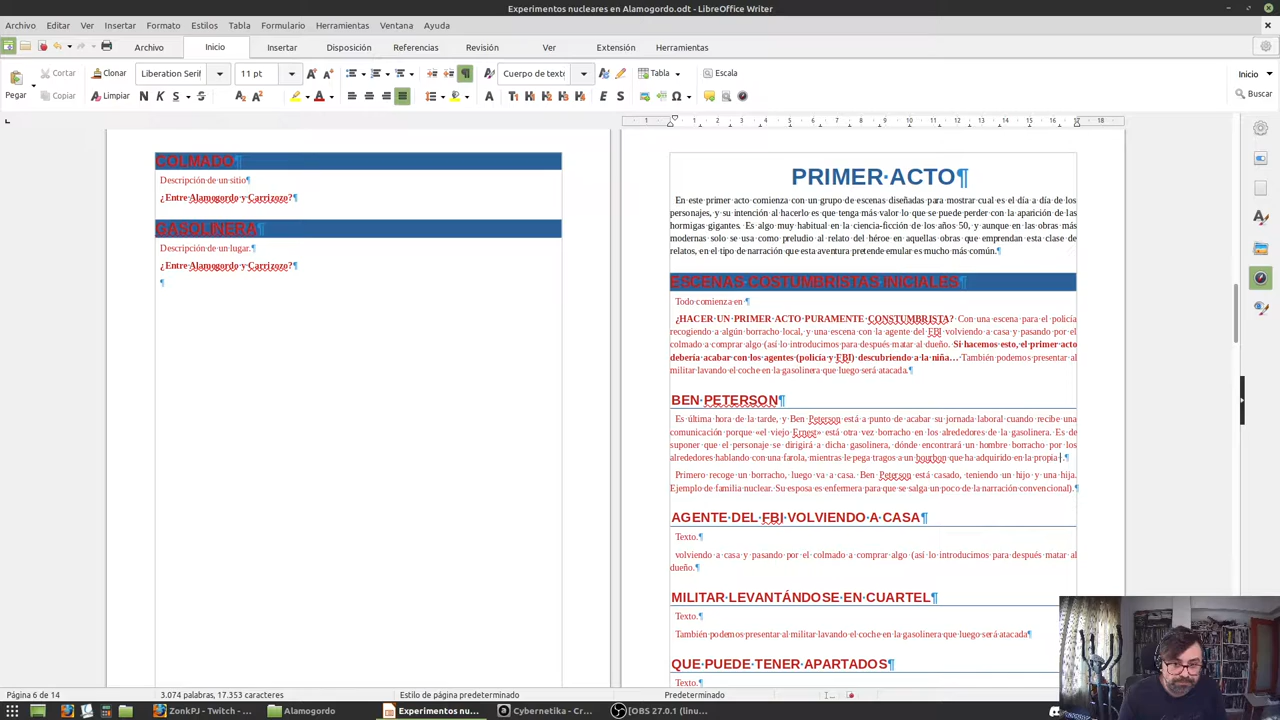 Experimentos nucleares en Alamogordo.odt - LibreOffice Writer
Archivo Editar Ver Insertar Formato Estilos Tabla Formulario Herramientas Ventana Ayuda
Archivo Inicio Insertar Disposición Referencias Revisión Ver Extensión Herramientas
Cortar Clonar Liberation Serif 11 pt Cuerpo de texto Tabla Escala Inicio
Pegar Copiar Limpiar Buscar
COLMADO¶
Descripción·de·un·sitio¶
¿Entre·Alamogordo·y·Carrizozo?¶
GASOLINERA¶
Descripción·de·un·lugar.¶
¿Entre·Alamogordo·y·Carrizozo?¶
¶
PRIMER·ACTO¶
En este primer acto comienza con un grupo de escenas diseñadas para mostrar cual es el día a día de los
personajes, y su intención al hacerlo es que tenga más valor lo que se puede perder con la aparición de las
hormigas gigantes. Es algo muy habitual en la ciencia-ficción de los años 50, y aunque en las obras más
modernas solo se usa como preludio al relato del héroe en aquellas obras que emprendan esta clase de
relatos, en el tipo de narración que esta aventura pretende emular es mucho más común.¶
ESCENAS·COSTUMBRISTAS·INICIALES¶
Todo comienza en ¶
¿HACER UN PRIMER ACTO PURAMENTE CONSTUMBRISTA? Con una escena para el policía
recogiendo a algún borracho local, y una escena con la agente del FBI volviendo a casa y pasando por el
colmado a comprar algo (así lo introducimos para después matar al dueño. Si hacemos esto, el primer acto
debería acabar con los agentes (policía y FBI) descubriendo a la niña… También podemos presentar al
militar lavando el coche en la gasolinera que luego será atacada.¶
BEN·PETERSON¶
Es última hora de la tarde, y Ben Peterson está a punto de acabar su jornada laboral cuando recibe una
comunicación porque «el viejo Ernest» está otra vez borracho en los alrededores de la gasolinera. Es de
suponer que el personaje se dirigirá a dicha gasolinera, dónde encontrará un hombre borracho por los
alrededores hablando con una farola, mientras le pega tragos a un bourbon que ha adquirido en la propia .¶
Primero recoge un borracho, luego va a casa. Ben Peterson está casado, teniendo un hijo y una hija.
Ejemplo de familia nuclear. Su esposa es enfermera para que se salga un poco de la narración convencional).¶
AGENTE·DEL·FBI·VOLVIENDO·A·CASA¶
Texto.¶
volviendo a casa y pasando por el colmado a comprar algo (así lo introducimos para después matar al
dueño.¶
MILITAR·LEVANTÁNDOSE·EN·CUARTEL¶
Texto.¶
También podemos presentar al militar lavando el coche en la gasolinera que luego será atacada¶
QUE·PUEDE·TENER·APARTADOS¶
Texto.¶
Página 6 de 14 3.074 palabras, 17.353 caracteres Estilo de página predeterminado Predeterminado
ZonkPJ - Twitch - ... Alamogordo Experimentos nu... Cybernetika - Cr... [OBS 27.0.1 (linu...